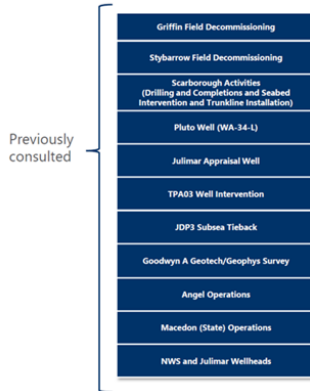 Previously
consulted
Griffin Field Decommissioning
Stybarrow Field Decommissioning
Scarborough Activities
(Drilling and Completions and Seabed
Intervention and Trunkline Installation)
Pluto Well (WA-34-L)
Julimar Appraisal Well
TPA03 Well Intervention
JDP3 Subsea Tieback
Goodwyn A Geotech/Geophys Survey
Angel Operations
Macedon (State) Operations
NWS and Julimar Wellheads